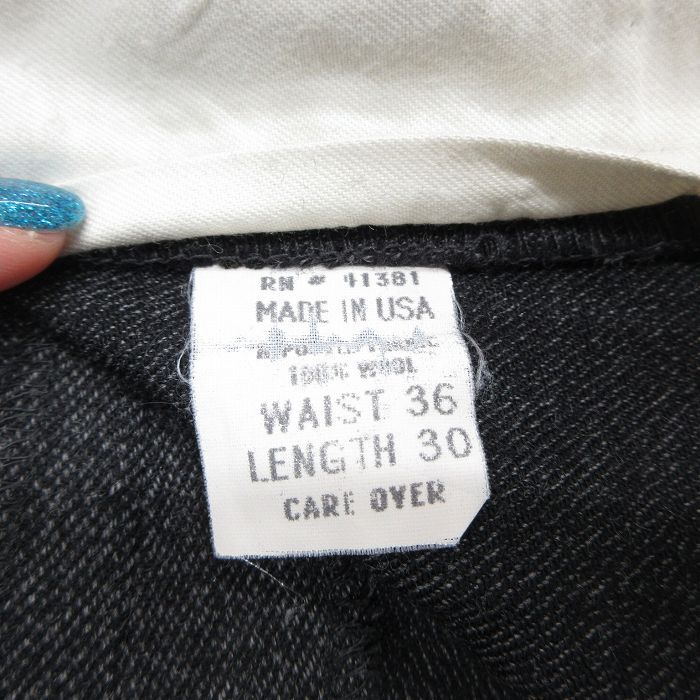 RN # 41381
MADE IN USA
100% WOOL
WAIST 36
LENGTH 30
CARE OVER